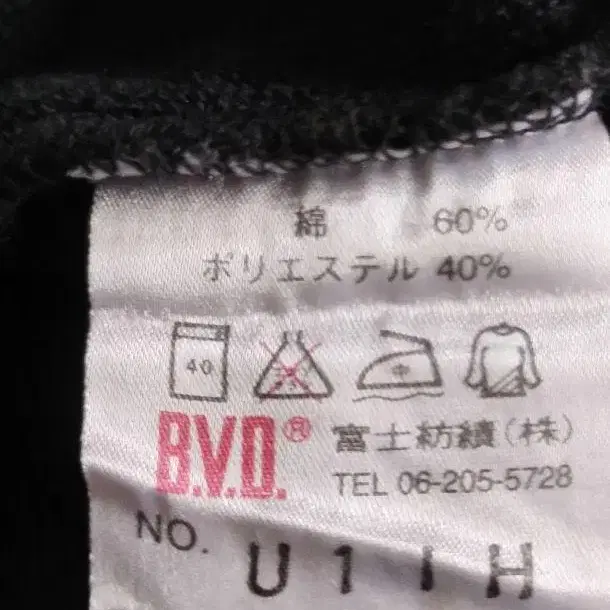 綿 60%
ポリエステル 40%
40 中
B.V.D.® 富士紡績(株)
TEL 06-205-5728
NO. U11H